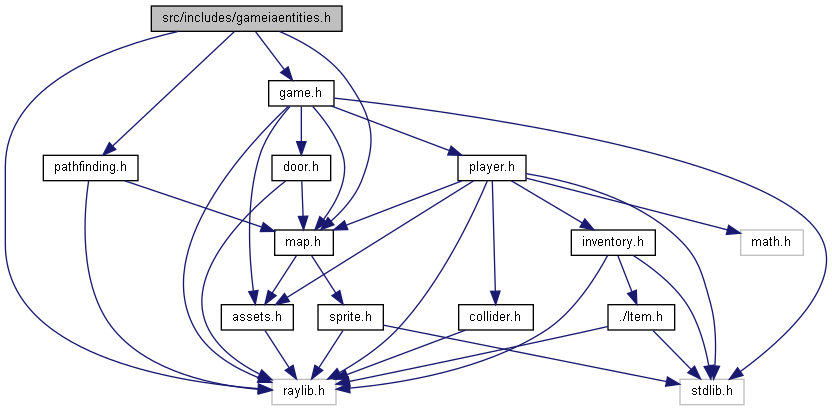 src/includes/gameiaentities.h
game.h
pathfinding.h
door.h
player.h
map.h
inventory.h
math.h
assets.h
sprite.h
collider.h
./Item.h
raylib.h
stdlib.h